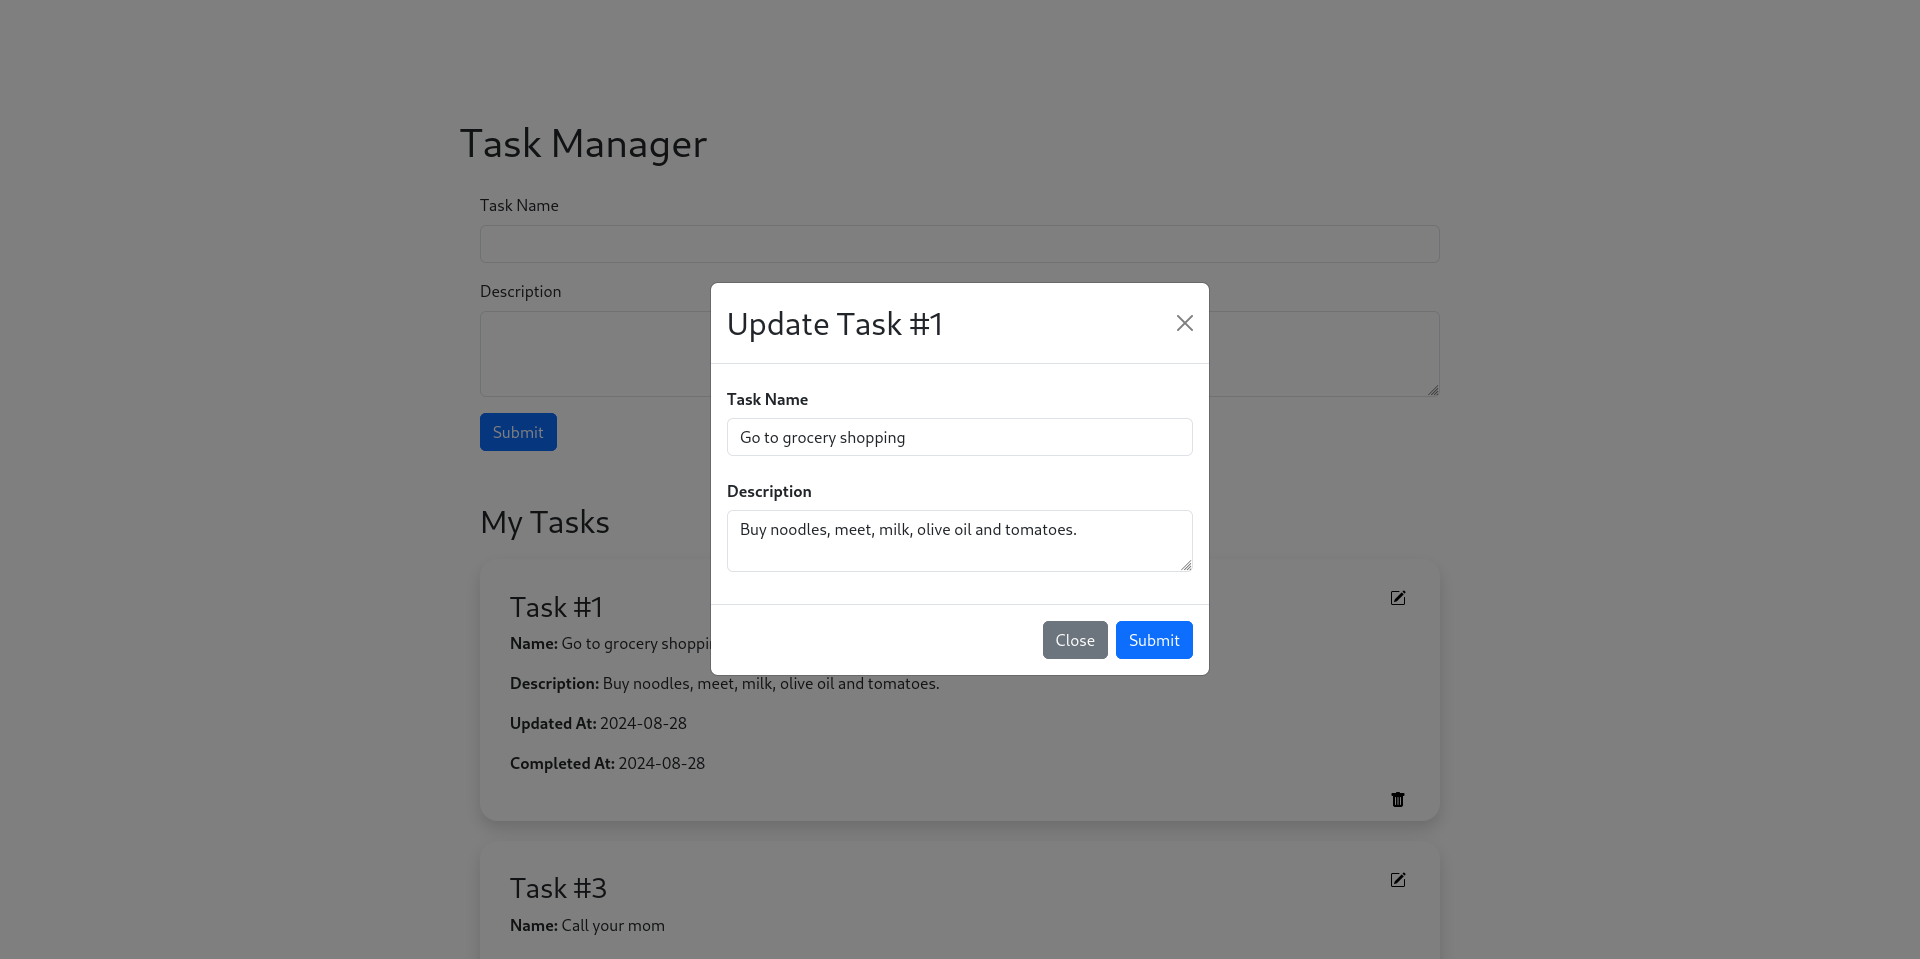 Task Manager
Task Name
Description
Submit
Update Task #1
Task Name
Go to grocery shopping
Description
Buy noodles, meet, milk, olive oil and tomatoes.
Close Submit
My Tasks
Task #1
Name: Go to grocery shoppi
Description: Buy noodles, meet, milk, olive oil and tomatoes.
Updated At: 2024-08-28
Completed At: 2024-08-28
Task #3
Name: Call your mom